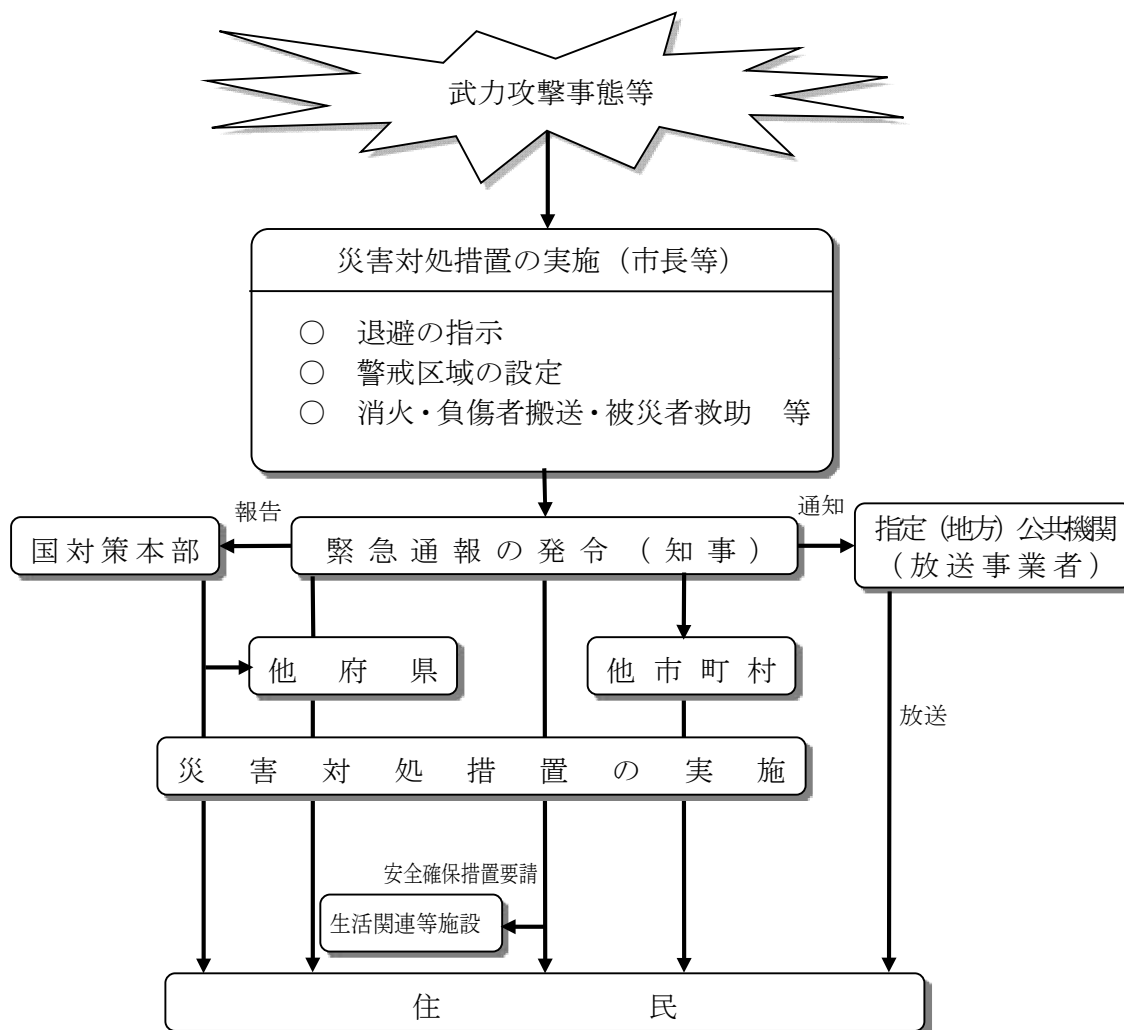 武力攻撃事態等
災害対処措置の実施（市長等）
○　退避の指示
○　警戒区域の設定
○　消火・負傷者搬送・被災者救助　等
報告
通知
国対策本部
緊急通報の発令（知事）
指定（地方）公共機関
（放送事業者）
他府県
他市町村
放送
災害対処措置の実施
安全確保措置要請
生活関連等施設
住民